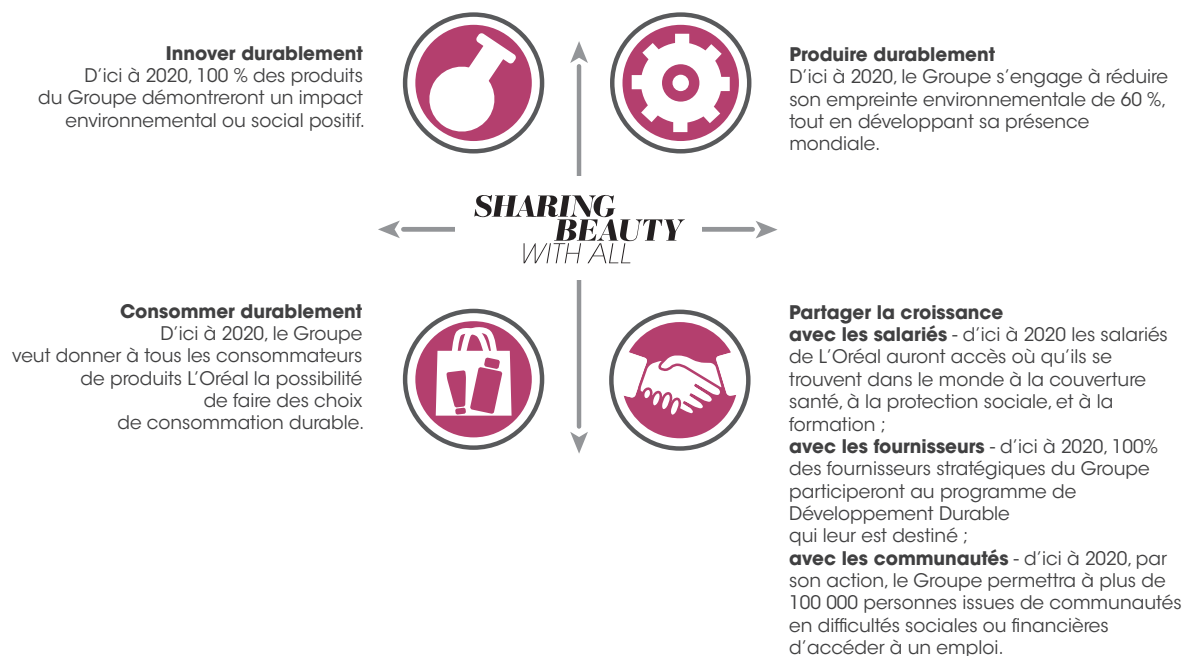 Innover durablement
D’ici à 2020, 100 % des produits
du Groupe démontreront un impact
environnemental ou social positif.
Produire durablement
D’ici à 2020, le Groupe s’engage à réduire
son empreinte environnementale de 60 %,
tout en développant sa présence
mondiale.
SHARING
BEAUTY
WITH ALL
Consommer durablement
D’ici à 2020, le Groupe
veut donner à tous les consommateurs
de produits L’Oréal la possibilité
de faire des choix
de consommation durable.
Partager la croissance
avec les salariés - d’ici à 2020 les salariés
de L’Oréal auront accès où qu’ils se
trouvent dans le monde à la couverture
santé, à la protection sociale, et à la
formation ;
avec les fournisseurs - d’ici à 2020, 100%
des fournisseurs stratégiques du Groupe
participeront au programme de
Développement Durable
qui leur est destiné ;
avec les communautés - d’ici à 2020, par
son action, le Groupe permettra à plus de
100 000 personnes issues de communautés
en difficultés sociales ou financières
d’accéder à un emploi.